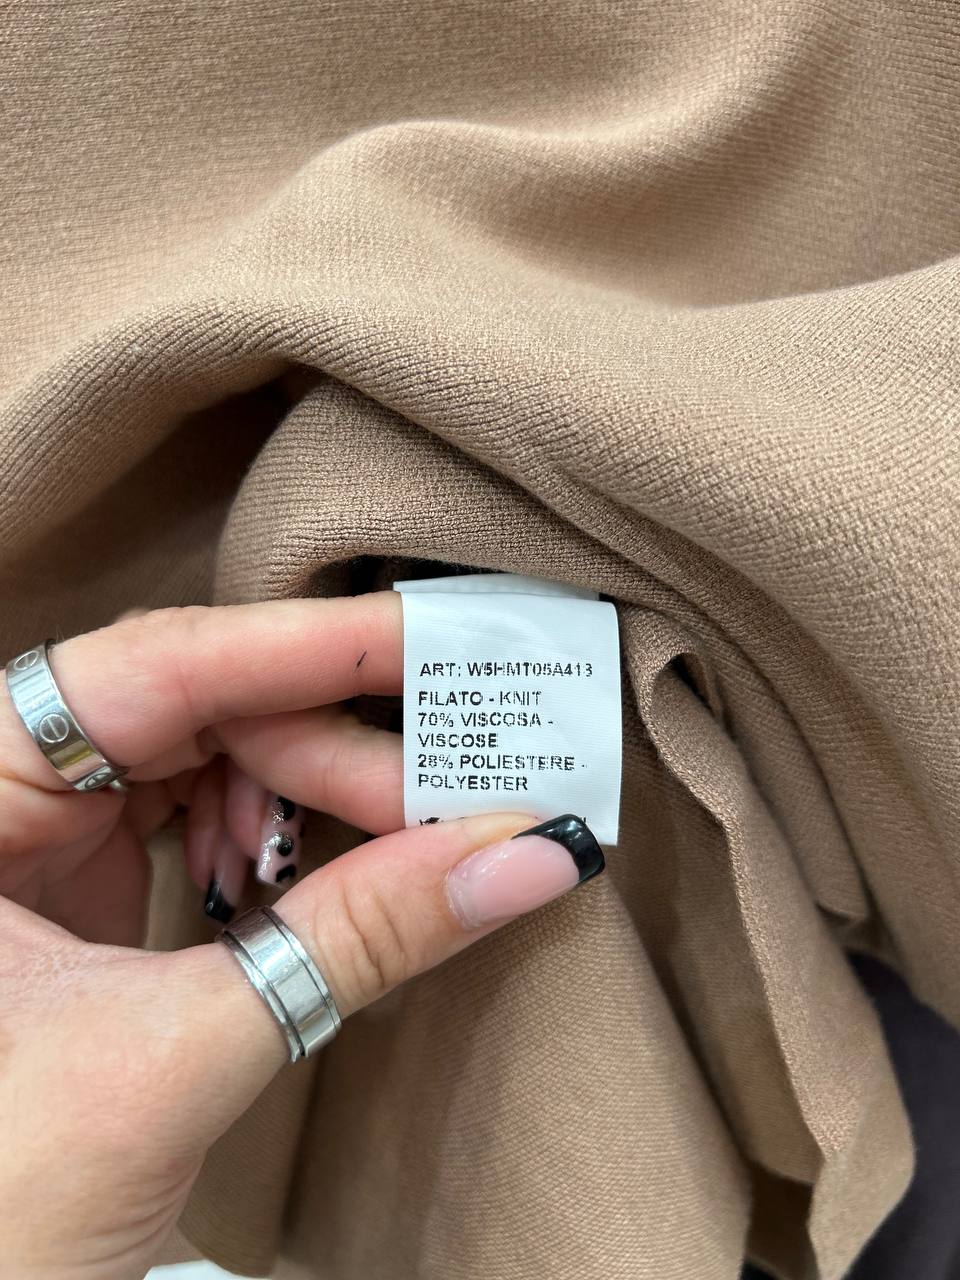 ART: W5HMT05A413
FILATO - KNIT
70% VISCOSA -
VISCOSE
28% POLIESTERE -
POLYESTER